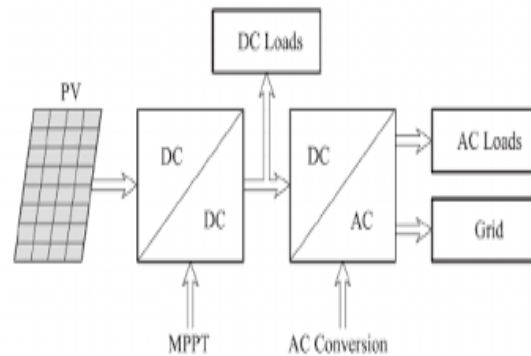 DC Loads
PV
DC
DC
DC
AC
AC Loads
Grid
MPPT
AC Conversion